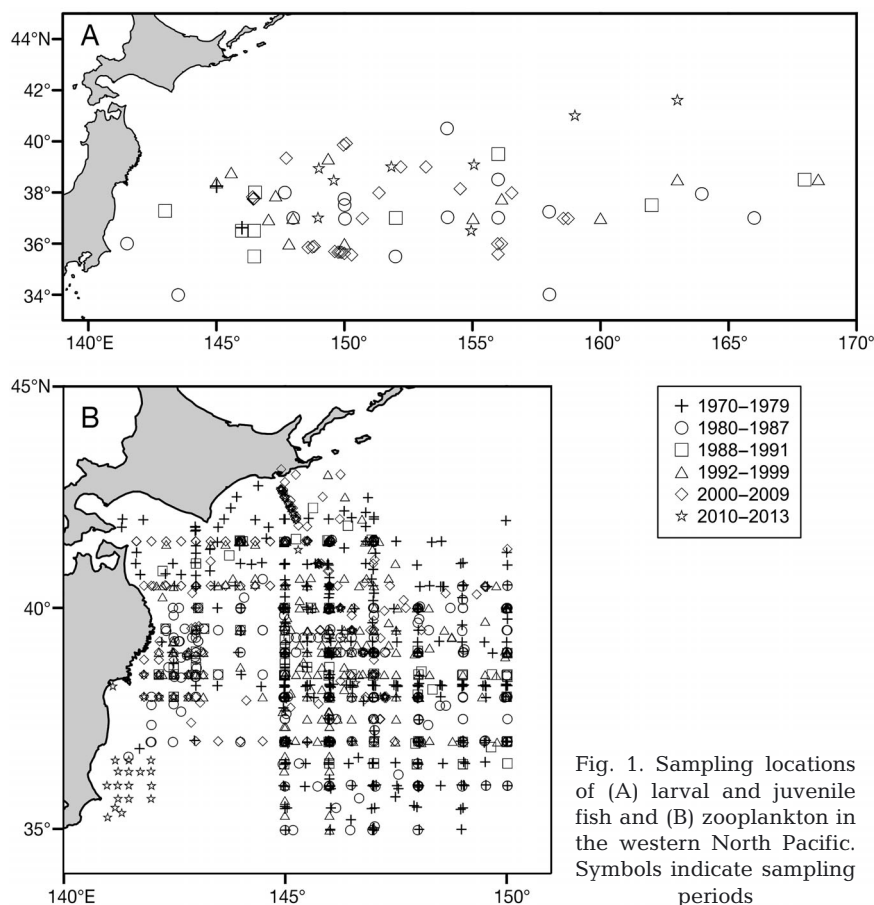 A
44°N
42°
40°
38°
36°
34°
140°E 145° 150° 155° 160° 165° 170°
B
45°N
40°
35°
140°E 145° 150°
1970–1979
1980–1987
1988–1991
1992–1999
2000–2009
2010–2013
Fig. 1. Sampling locations
of (A) larval and juvenile
fish and (B) zooplankton in
the western North Pacific.
Symbols indicate sampling
periods